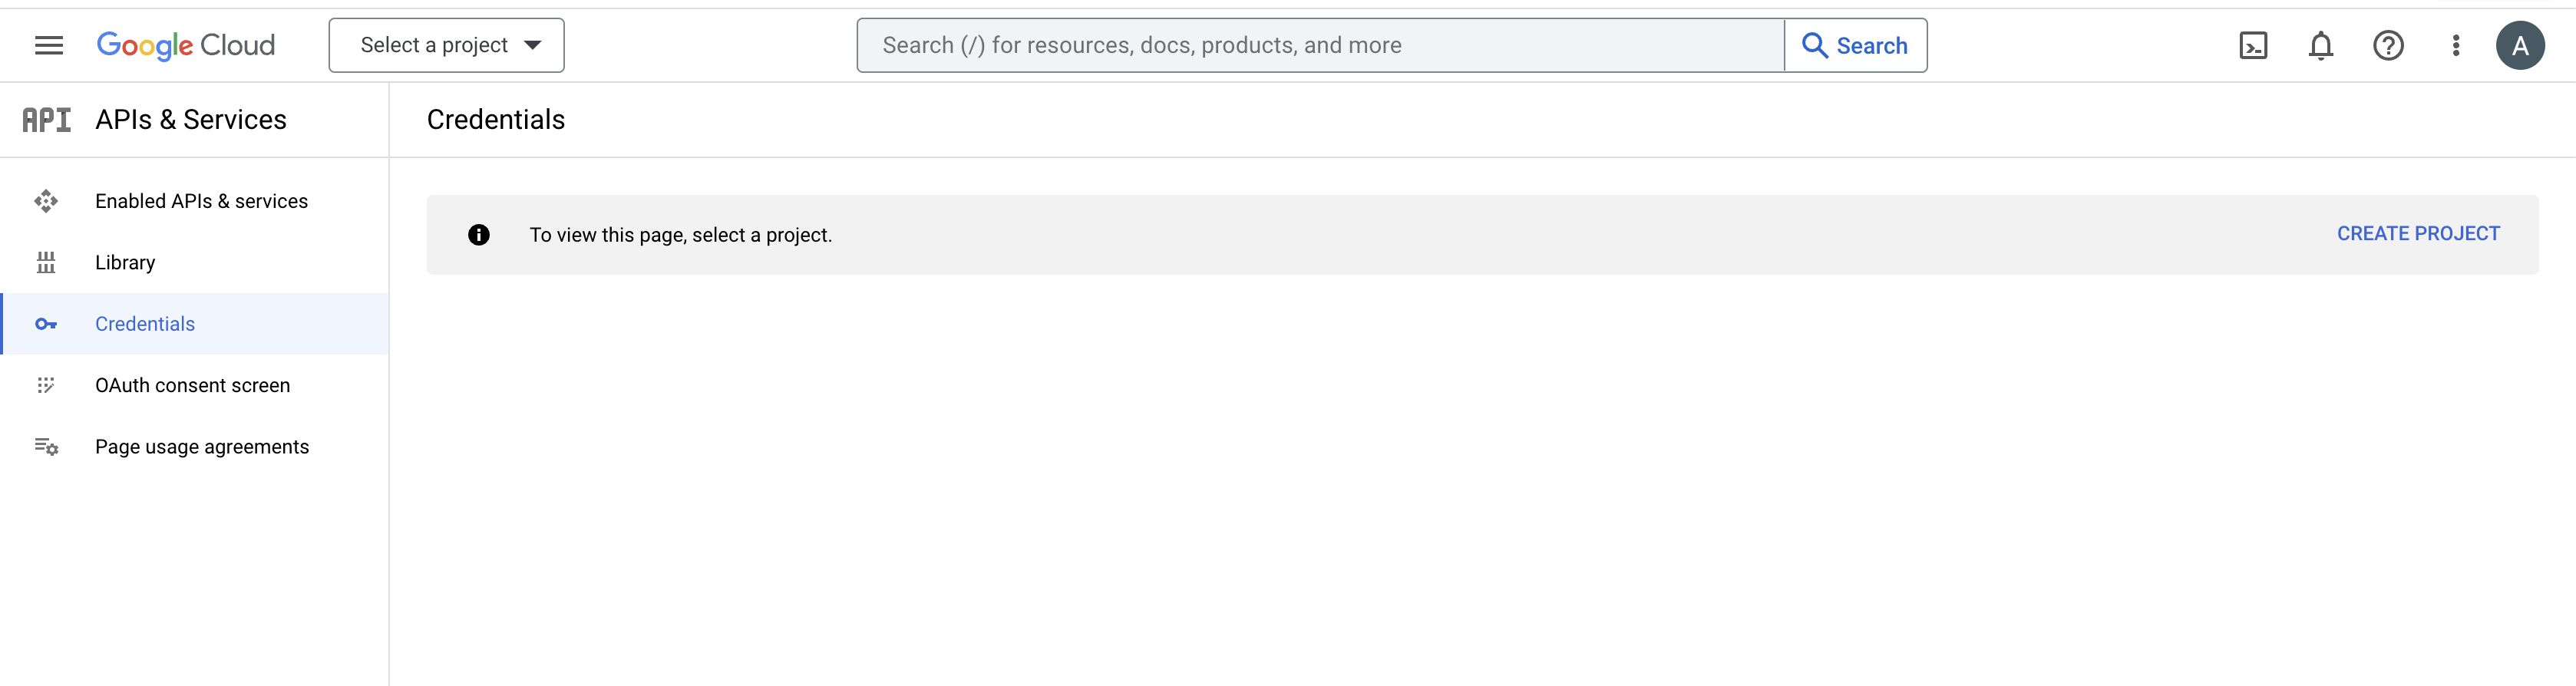 Google Cloud
Select a project
Search (/) for resources, docs, products, and more
Search
A
API
APIs & Services
Credentials
Enabled APIs & services
Library
Credentials
OAuth consent screen
Page usage agreements
To view this page, select a project.
CREATE PROJECT